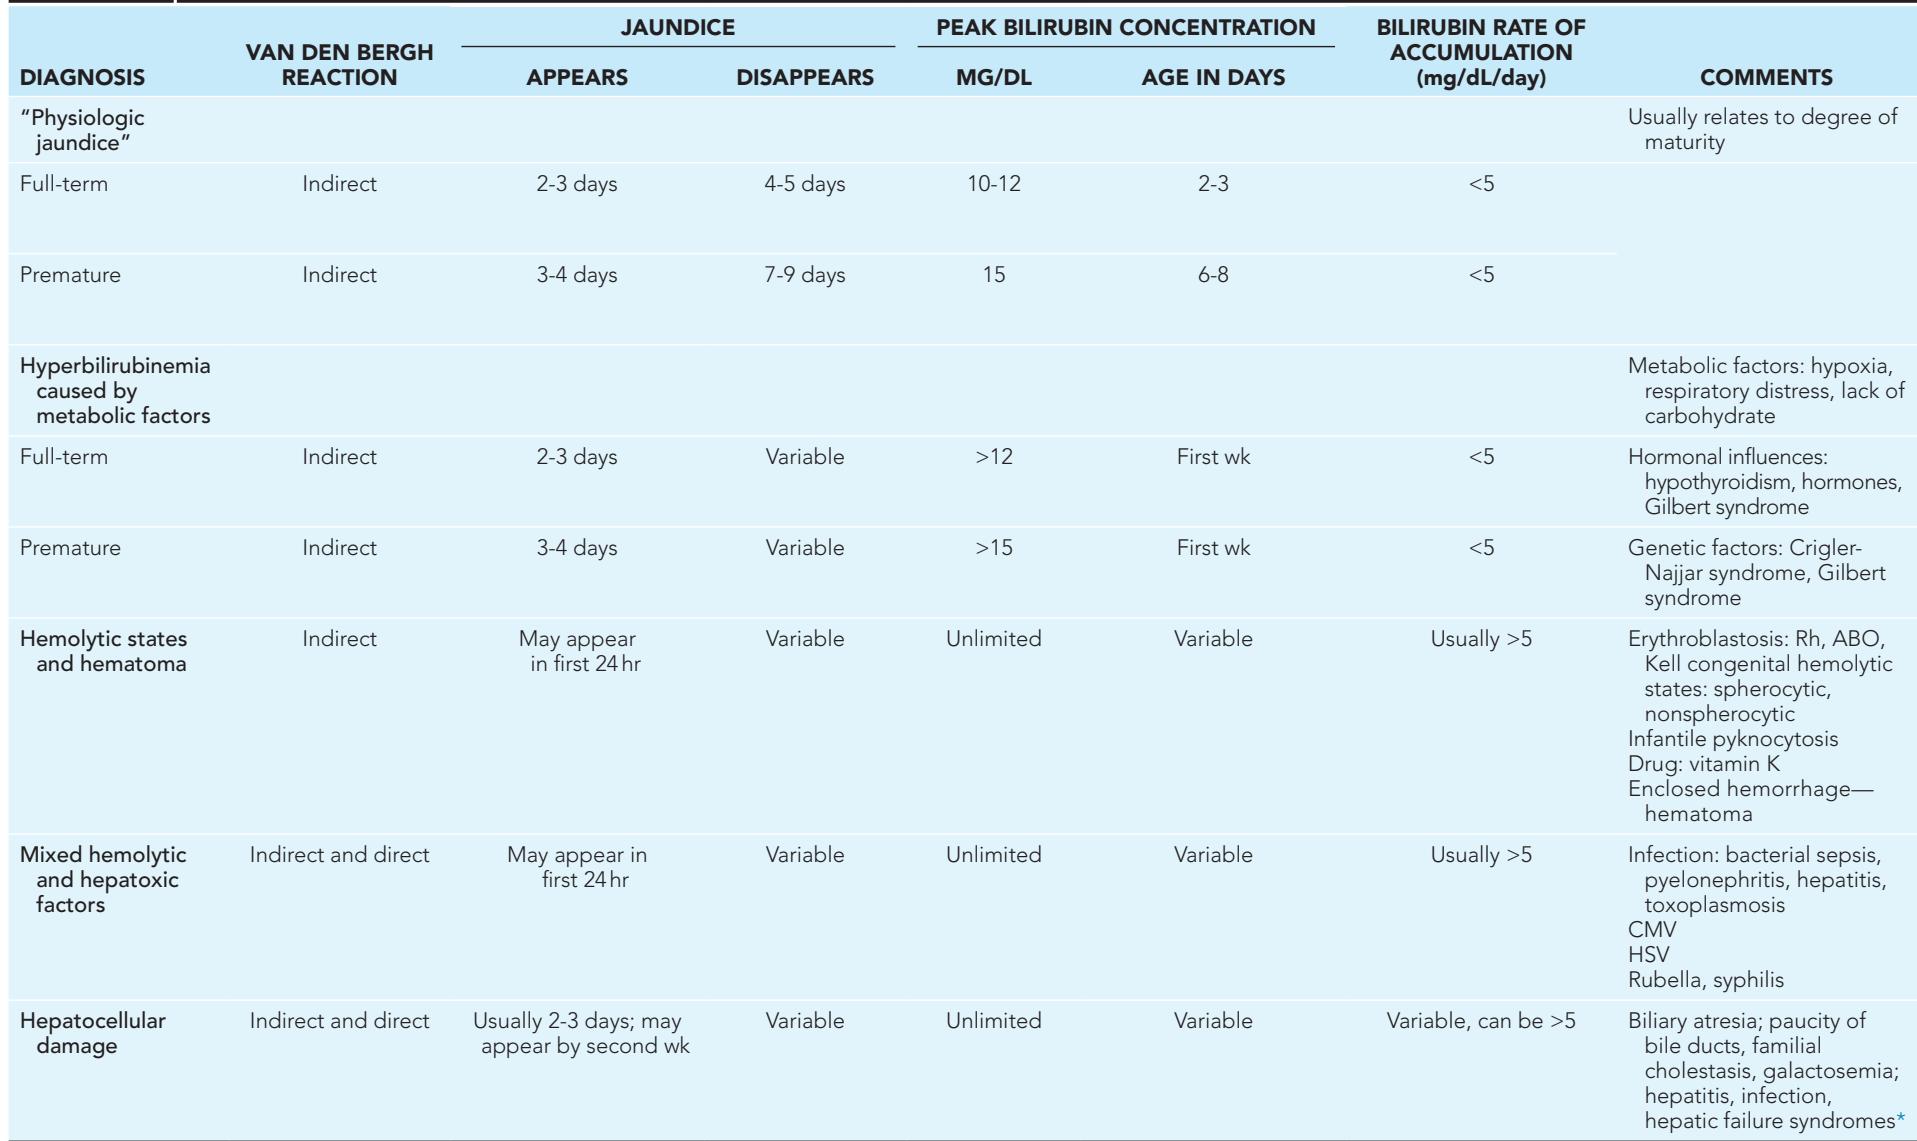 JAUNDICE PEAK BILIRUBIN CONCENTRATION BILIRUBIN RATE OF
VAN DEN BERGH ACCUMULATION
DIAGNOSIS REACTION APPEARS DISAPPEARS MG/DL AGE IN DAYS (mg/dL/day) COMMENTS
“Physiologic Usually relates to degree of
jaundice” maturity
Full-term Indirect 2-3 days 4-5 days 10-12 2-3 <5
Premature Indirect 3-4 days 7-9 days 15 6-8 <5
Hyperbilirubinemia Metabolic factors: hypoxia,
caused by respiratory distress, lack of
metabolic factors carbohydrate
Full-term Indirect 2-3 days Variable >12 First wk <5 Hormonal influences:
hypothyroidism, hormones,
Gilbert syndrome
Premature Indirect 3-4 days Variable >15 First wk <5 Genetic factors: Crigler-
Najjar syndrome, Gilbert
syndrome
Hemolytic states Indirect May appear Variable Unlimited Variable Usually >5 Erythroblastosis: Rh, ABO,
and hematoma in first 24 hr Kell congenital hemolytic
states: spherocytic,
nonspherocytic
Infantile pyknocytosis
Drug: vitamin K
Enclosed hemorrhage—
hematoma
Mixed hemolytic Indirect and direct May appear in Variable Unlimited Variable Usually >5 Infection: bacterial sepsis,
and hepatoxic first 24 hr pyelonephritis, hepatitis,
factors toxoplasmosis
CMV
HSV
Rubella, syphilis
Hepatocellular Indirect and direct Usually 2-3 days; may Variable Unlimited Variable Variable, can be >5 Biliary atresia; paucity of
damage appear by second wk bile ducts, familial
cholestasis, galactosemia;
hepatitis, infection,
hepatic failure syndromes*